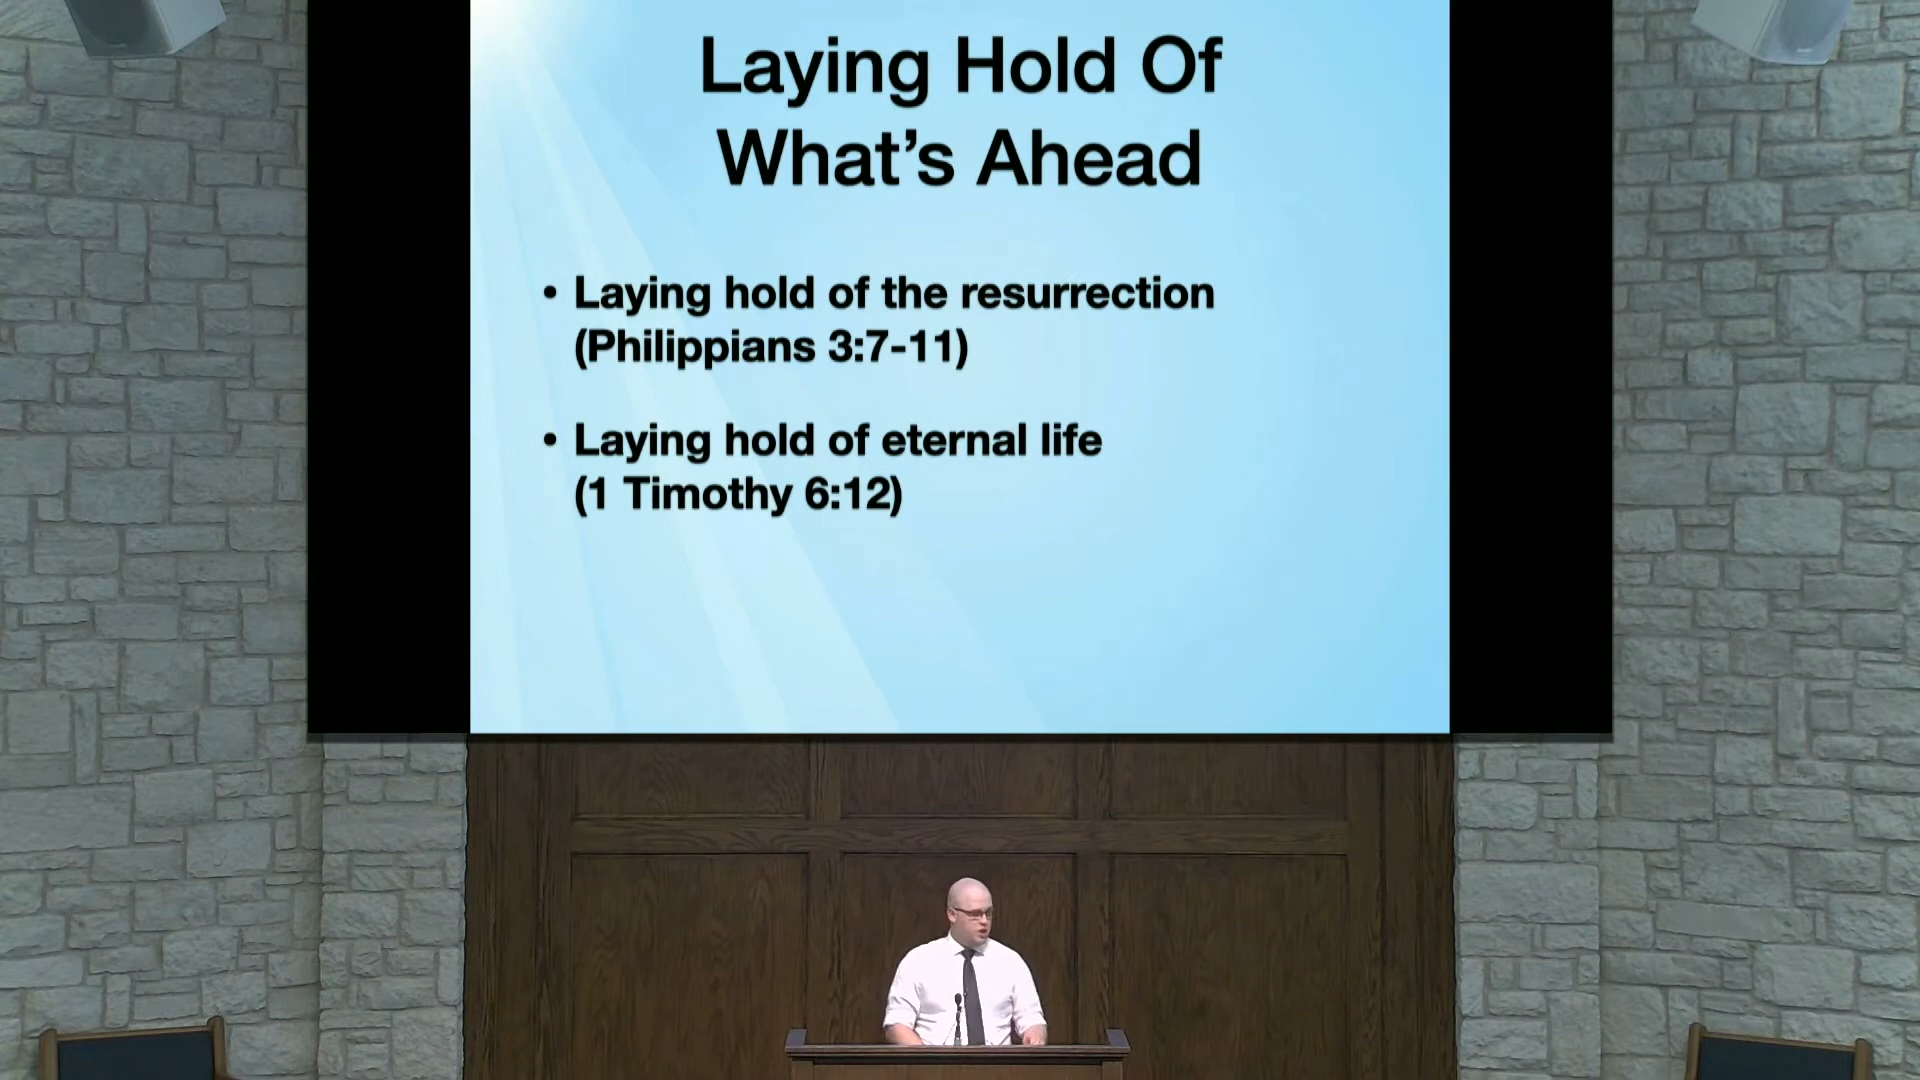 Laying Hold Of
What’s Ahead
• Laying hold of the resurrection
(Philippians 3:7-11)
• Laying hold of eternal life
(1 Timothy 6:12)